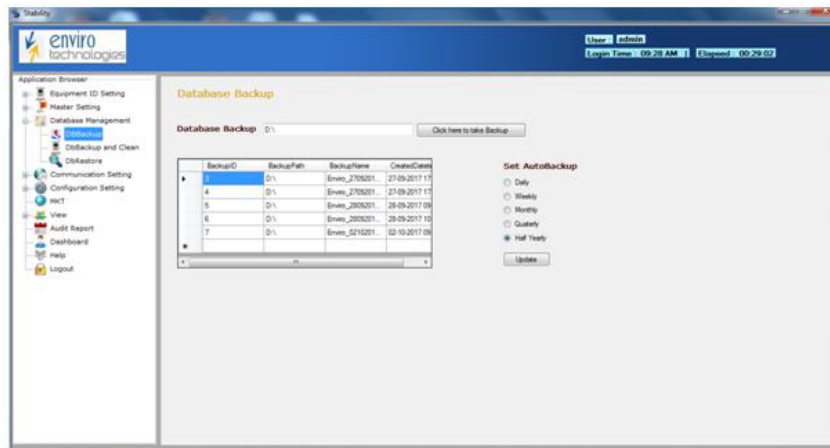 Stability
enviro
technologies
User : admin
Login Time : 09:28 AM | Elapsed : 00:29:02
Application Browser
Equipment ID Setting
Master Setting
Database Management
DBBackup
DbBackup and Clean
DbRestore
Communication Setting
Configuration Setting
MKT
View
Audit Report
Dashboard
Help
Logout
Database Backup
Database Backup D:\ Click here to take Backup
BackupID BackupPath BackupName CreatedDatetim
3 D:\ Enviro_2709201... 27-09-2017 17
4 D:\ Enviro_2709201... 27-09-2017 17
5 D:\ Enviro_2809201... 28-09-2017 09
6 D:\ Enviro_2809201... 28-09-2017 10
7 D:\ Enviro_0210201... 02-10-2017 09
Set AutoBackup
Daily
Weekly
Monthly
Quaterly
Half Yearly
Update